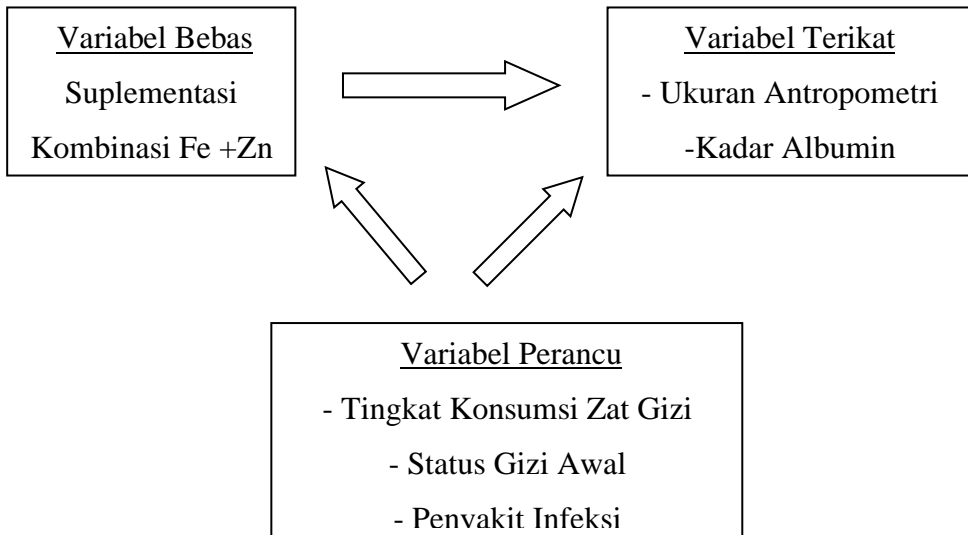 Variabel Bebas
Suplementasi
Kombinasi Fe +Zn
Variabel Terikat
- Ukuran Antropometri
-Kadar Albumin
Variabel Perancu
- Tingkat Konsumsi Zat Gizi
- Status Gizi Awal
- Penyakit Infeksi